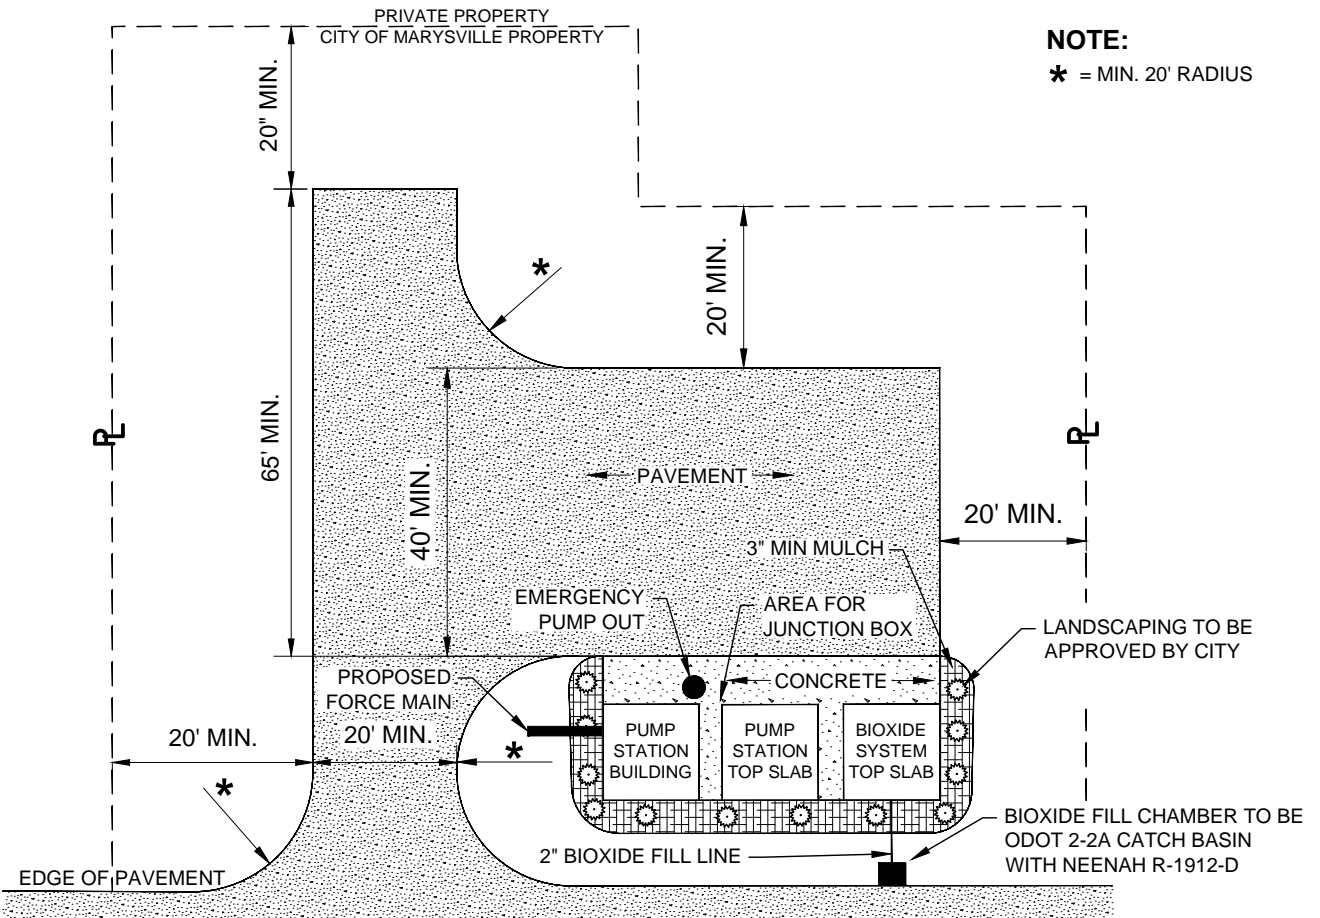 PRIVATE PROPERTY
CITY OF MARYSVILLE PROPERTY
NOTE:
* = MIN. 20' RADIUS
20" MIN.
*
20' MIN.
65' MIN.
PL
PL
40' MIN.
PAVEMENT
20' MIN.
3" MIN MULCH
EMERGENCY
PUMP OUT
AREA FOR
JUNCTION BOX
LANDSCAPING TO BE
APPROVED BY CITY
PROPOSED
FORCE MAIN
CONCRETE
20' MIN.
20' MIN.
*
PUMP
STATION
BUILDING
PUMP
STATION
TOP SLAB
BIOXIDE
SYSTEM
TOP SLAB
*
BIOXIDE FILL CHAMBER TO BE
ODOT 2-2A CATCH BASIN
WITH NEENAH R-1912-D
2" BIOXIDE FILL LINE
EDGE OF PAVEMENT